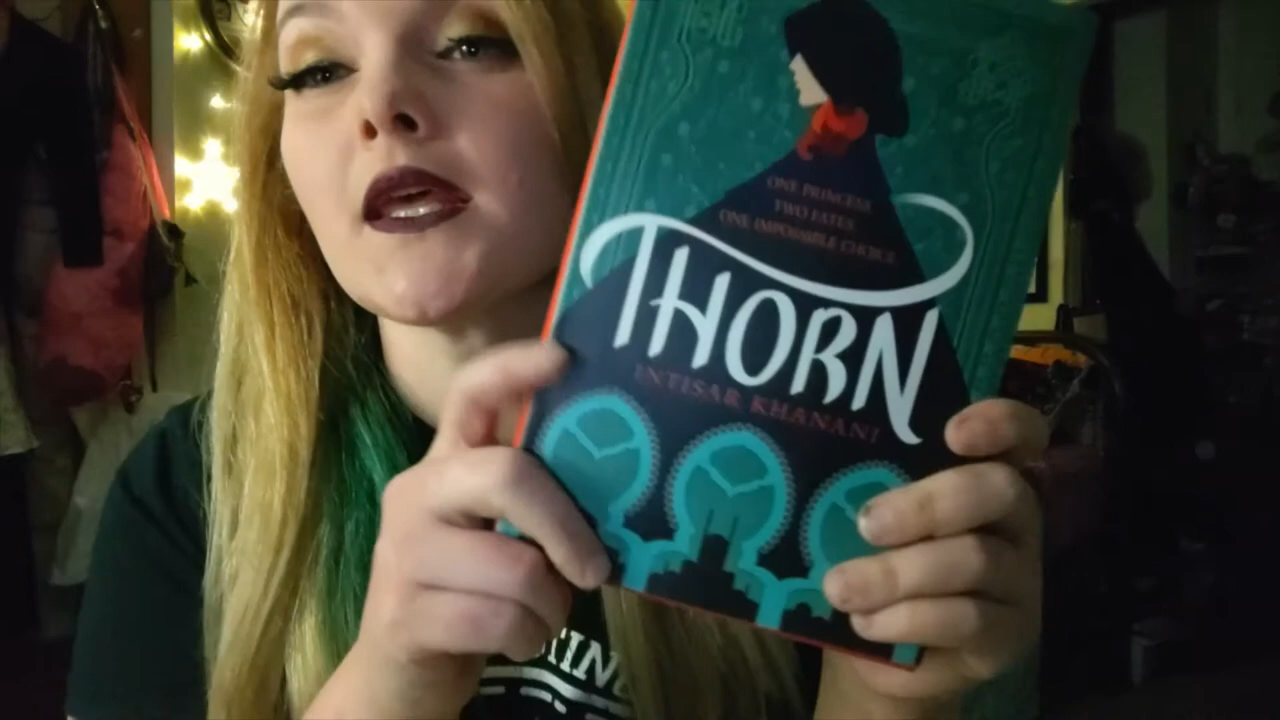 ONE PRINCESS
TWO FATES
ONE IMPOSSIBLE CHOICE
THORN
INTISAR KHANANI